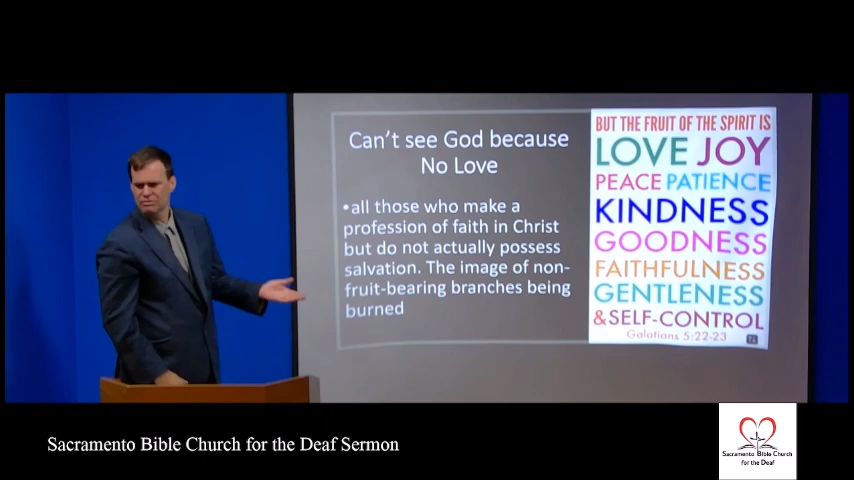 Can't see God because
No Love
•all those who make a
profession of faith in Christ
but do not actually possess
salvation. The image of non-
fruit-bearing branches being
burned
BUT THE FRUIT OF THE SPIRIT IS
LOVE JOY
PEACE PATIENCE
KINDNESS
GOODNESS
FAITHFULNESS
GENTLENESS
&SELF-CONTROL
Galatians 5:22-23
Sacramento Bible Church for the Deaf Sermon
Sacramento Bible Church
for the Deaf